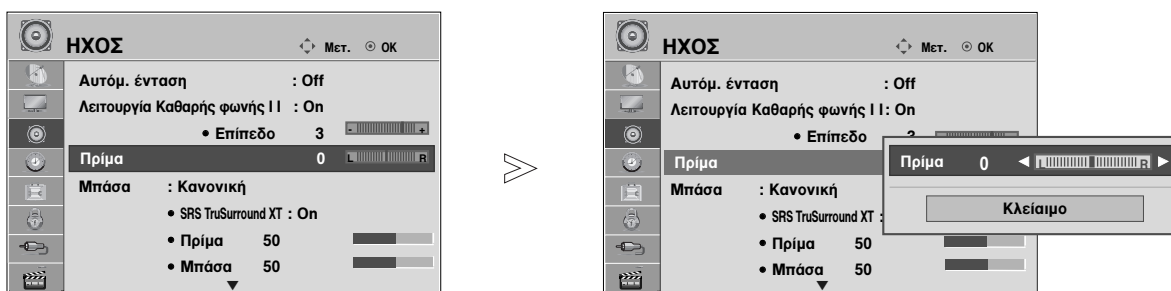 ΗΧΟΣ Μετ. OK
Αυτόμ. ένταση : Off
Λειτουργία Καθαρής φωνής II : On
• Επίπεδο 3 - +
Πρίμα 0 L R
Μπάσα : Κανονική
• SRS TruSurround XT : On
• Πρίμα 50
• Μπάσα 50
ΗΧΟΣ Μετ. OK
Αυτόμ. ένταση : Off
Λειτουργία Καθαρής φωνής II: On
• Επίπεδο
Πρίμα
Μπάσα : Κανονική
• SRS TruSurround XT :
• Πρίμα 50
• Μπάσα 50
Πρίμα 0 L R
Κλείαιμο